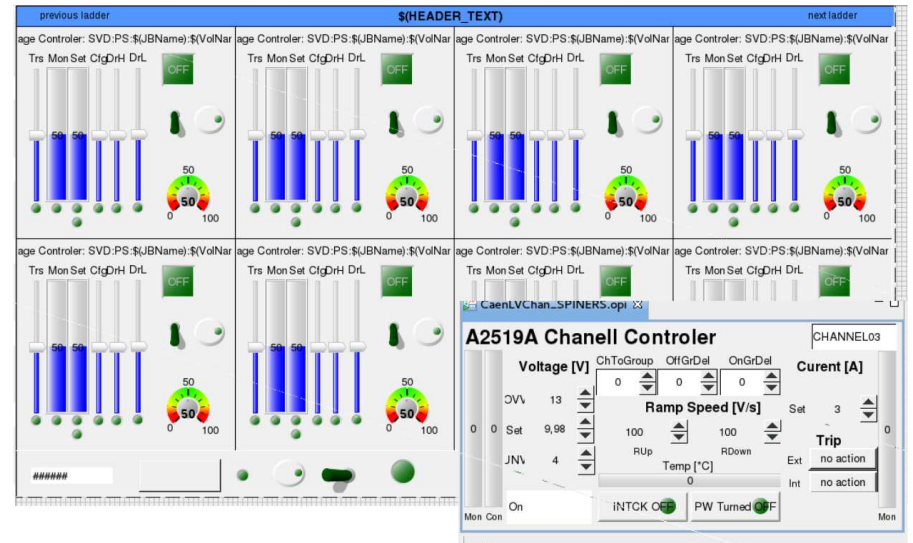 previous ladder $(HEADER_TEXT) next ladder
age Controler: SVD:PS:$(JBName):$(VolNar age Controler: SVD:PS:$(JBName):$(VolNar age Controler: SVD:PS:$(JBName):$(VolNar age Controler: SVD:PS:$(JBName):$(VolNar
Trs Mon Set CfgDrH DrL Trs Mon Set CfgDrH DrL Trs Mon Set CfgDrH DrL Trs Mon Set CfgDrH DrL
OFF OFF OFF OFF
50 50 50 50 50 50 50 50
50 50 50 50
50 50 50 50
0 100 0 100 0 100 0 100
age Controler: SVD:PS:$(JBName):$(VolNar age Controler: SVD:PS:$(JBName):$(VolNar age Controler: SVD:PS:$(JBName):$(VolNar age Controler: SVD:PS:$(JBName):$(VolNar
Trs Mon Set CfgDrH DrL Trs Mon Set CfgDrH DrL Trs Mon Set CfgDrH DrL Trs Mon Set CfgDrH DrL
OFF OFF OFF OFF
50 50 50 50
50 50
50 50
0 100 0 100
######
CaenLVChan_SPINERS.opi
A2519A Chanell Controler CHANNEL03
Voltage [V] ChToGroup OffGrDel OnGrDel Curent [A]
0 0 0
13
Ramp Speed [V/s] Set 3
0 0 Set 9,98 100 100 0
Trip
RUp RDown
4 Temp [°C] Ext no action
0 Int no action
On iNTCK OFF PW Turned OFF
Mon Con Mon